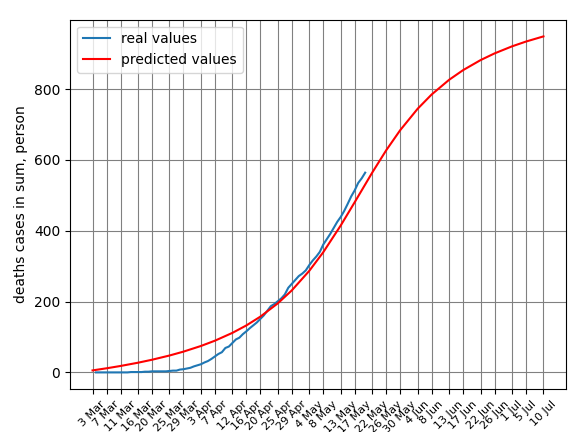 real values
predicted values
deaths cases in sum, person
800
600
400
200
0
3 Mar
7 Mar
11 Mar
16 Mar
20 Mar
25 Mar
29 Mar
3 Apr
7 Apr
12 Apr
16 Apr
20 Apr
25 Apr
29 Apr
4 May
8 May
13 May
17 May
22 May
26 May
30 May
4 Jun
8 Jun
13 Jun
17 Jun
22 Jun
26 Jun
1 Jul
5 Jul
10 Jul